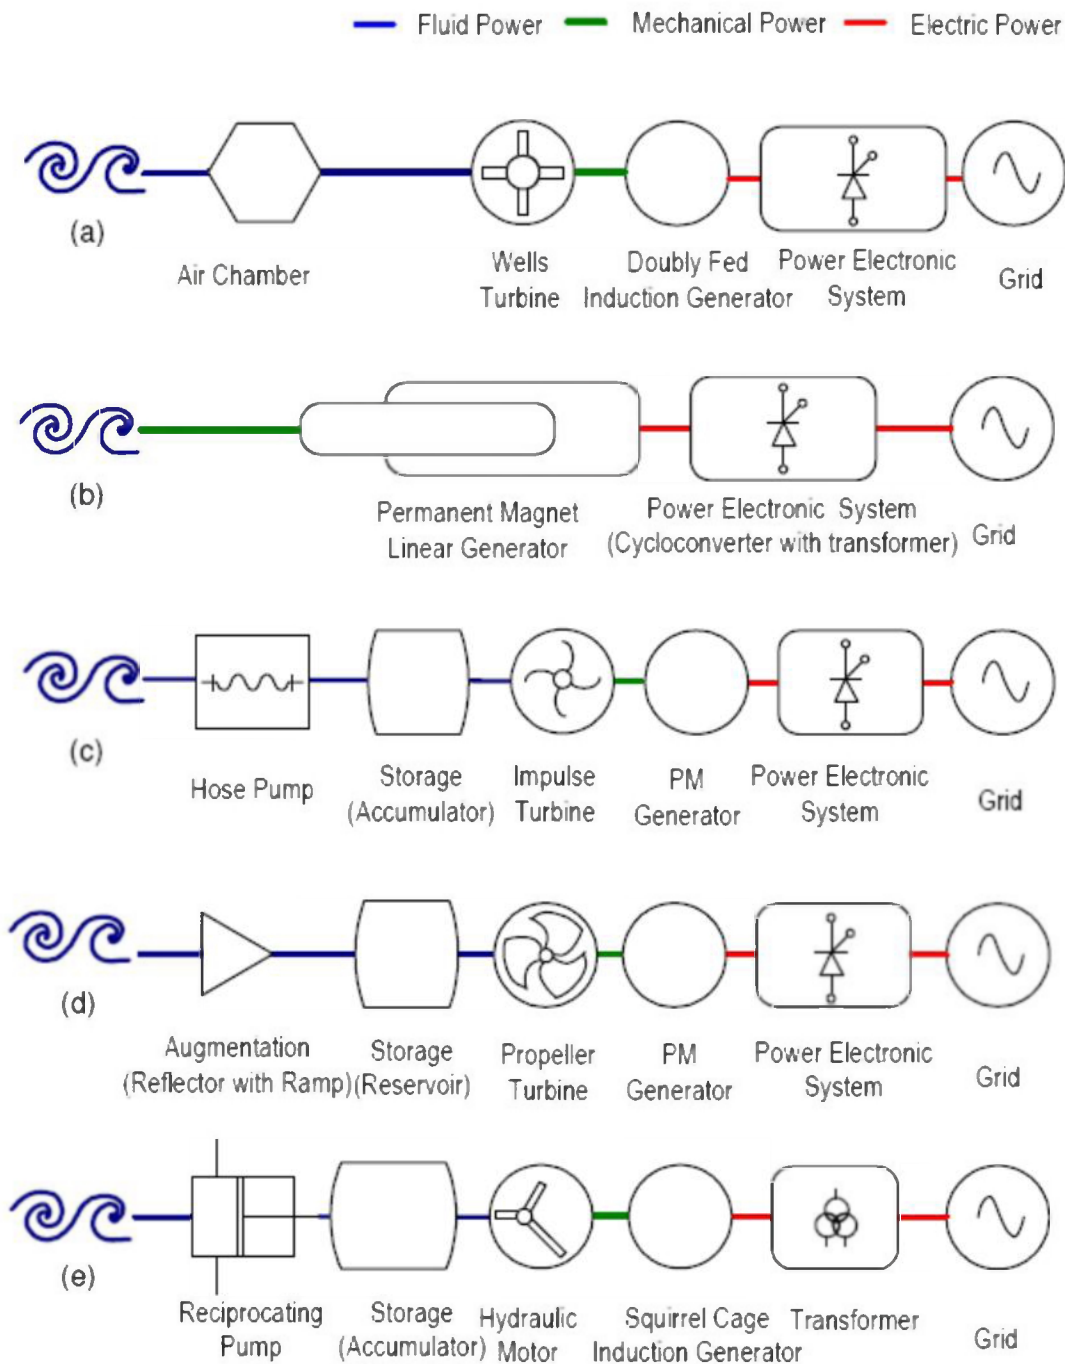 Fluid Power Mechanical Power Electric Power
(a)
Air Chamber
Wells
Turbine
Doubly Fed
Induction Generator
Power Electronic
System
Grid
(b)
Permanent Magnet
Linear Generator
Power Electronic System
(Cycloconverter with transformer)
Grid
(c)
Hose Pump
Storage
(Accumulator)
Impulse
Turbine
PM
Generator
Power Electronic
System
Grid
(d)
Augmentation
(Reflector with Ramp)
Storage
(Reservoir)
Propeller
Turbine
PM
Generator
Power Electronic
System
Grid
(e)
Reciprocating
Pump
Storage
(Accumulator)
Hydraulic
Motor
Squirrel Cage
Induction Generator
Transformer
Grid